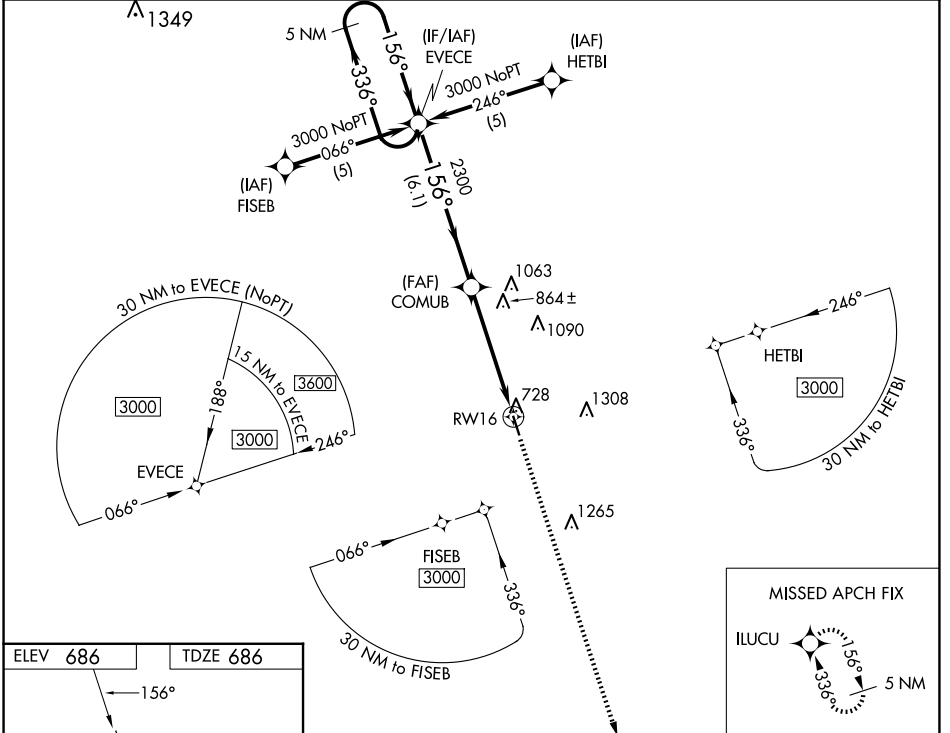 1349
5 NM
156°
336°
(IF/IAF)
EVECE
(IAF)
HETBI
3000 NoPT
246°
(5)
3000 NoPT
066°
(5)
(IAF)
FISEB
2300
156°
(6.1)
(FAF)
COMUB
1063
864±
1090
728
RW16
1308
1265
30 NM to EVECE (NoPT)
15 NM to EVECE
3600
3000
188°
3000
246°
EVECE
066°
246°
HETBI
3000
336°
30 NM to HETBI
066°
FISEB
3000
336°
30 NM to FISEB
MISSED APCH FIX
ILUCU
156°
336°
5 NM
ELEV 686
TDZE 686
156°